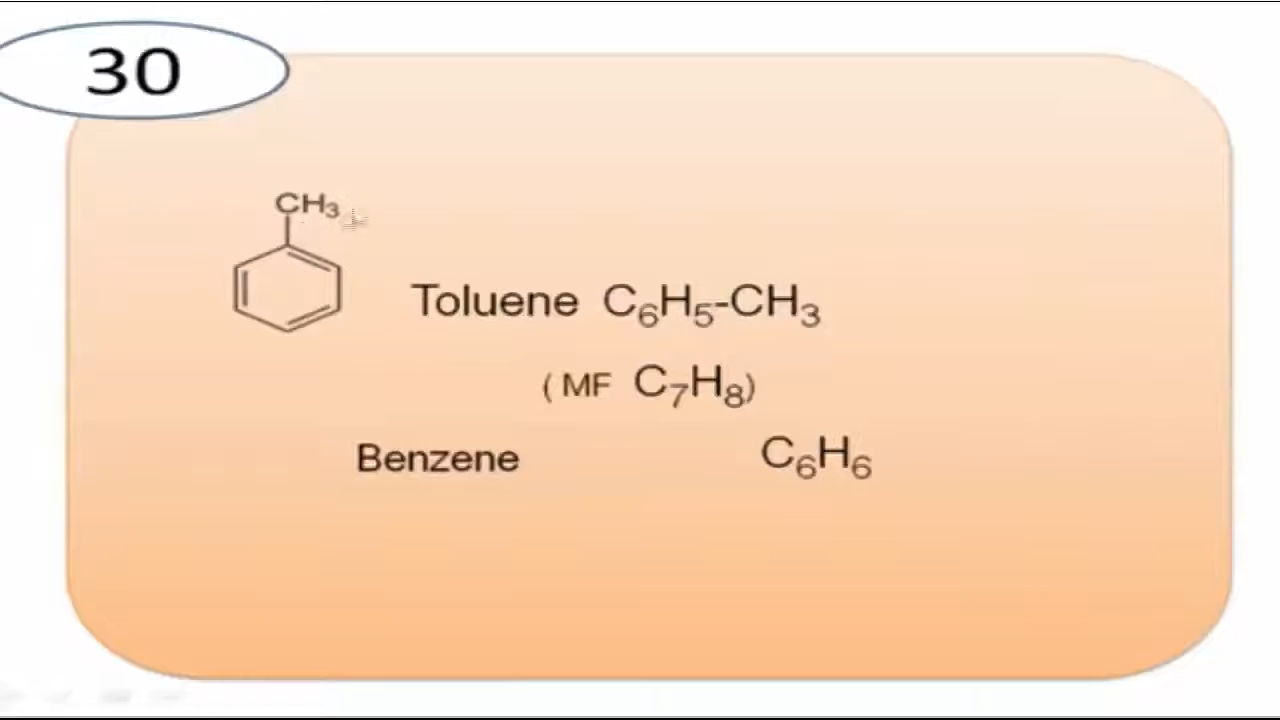 30
CH₃
Toluene C₆H₅-CH₃
( MF C₇H₈)
Benzene C₆H₆